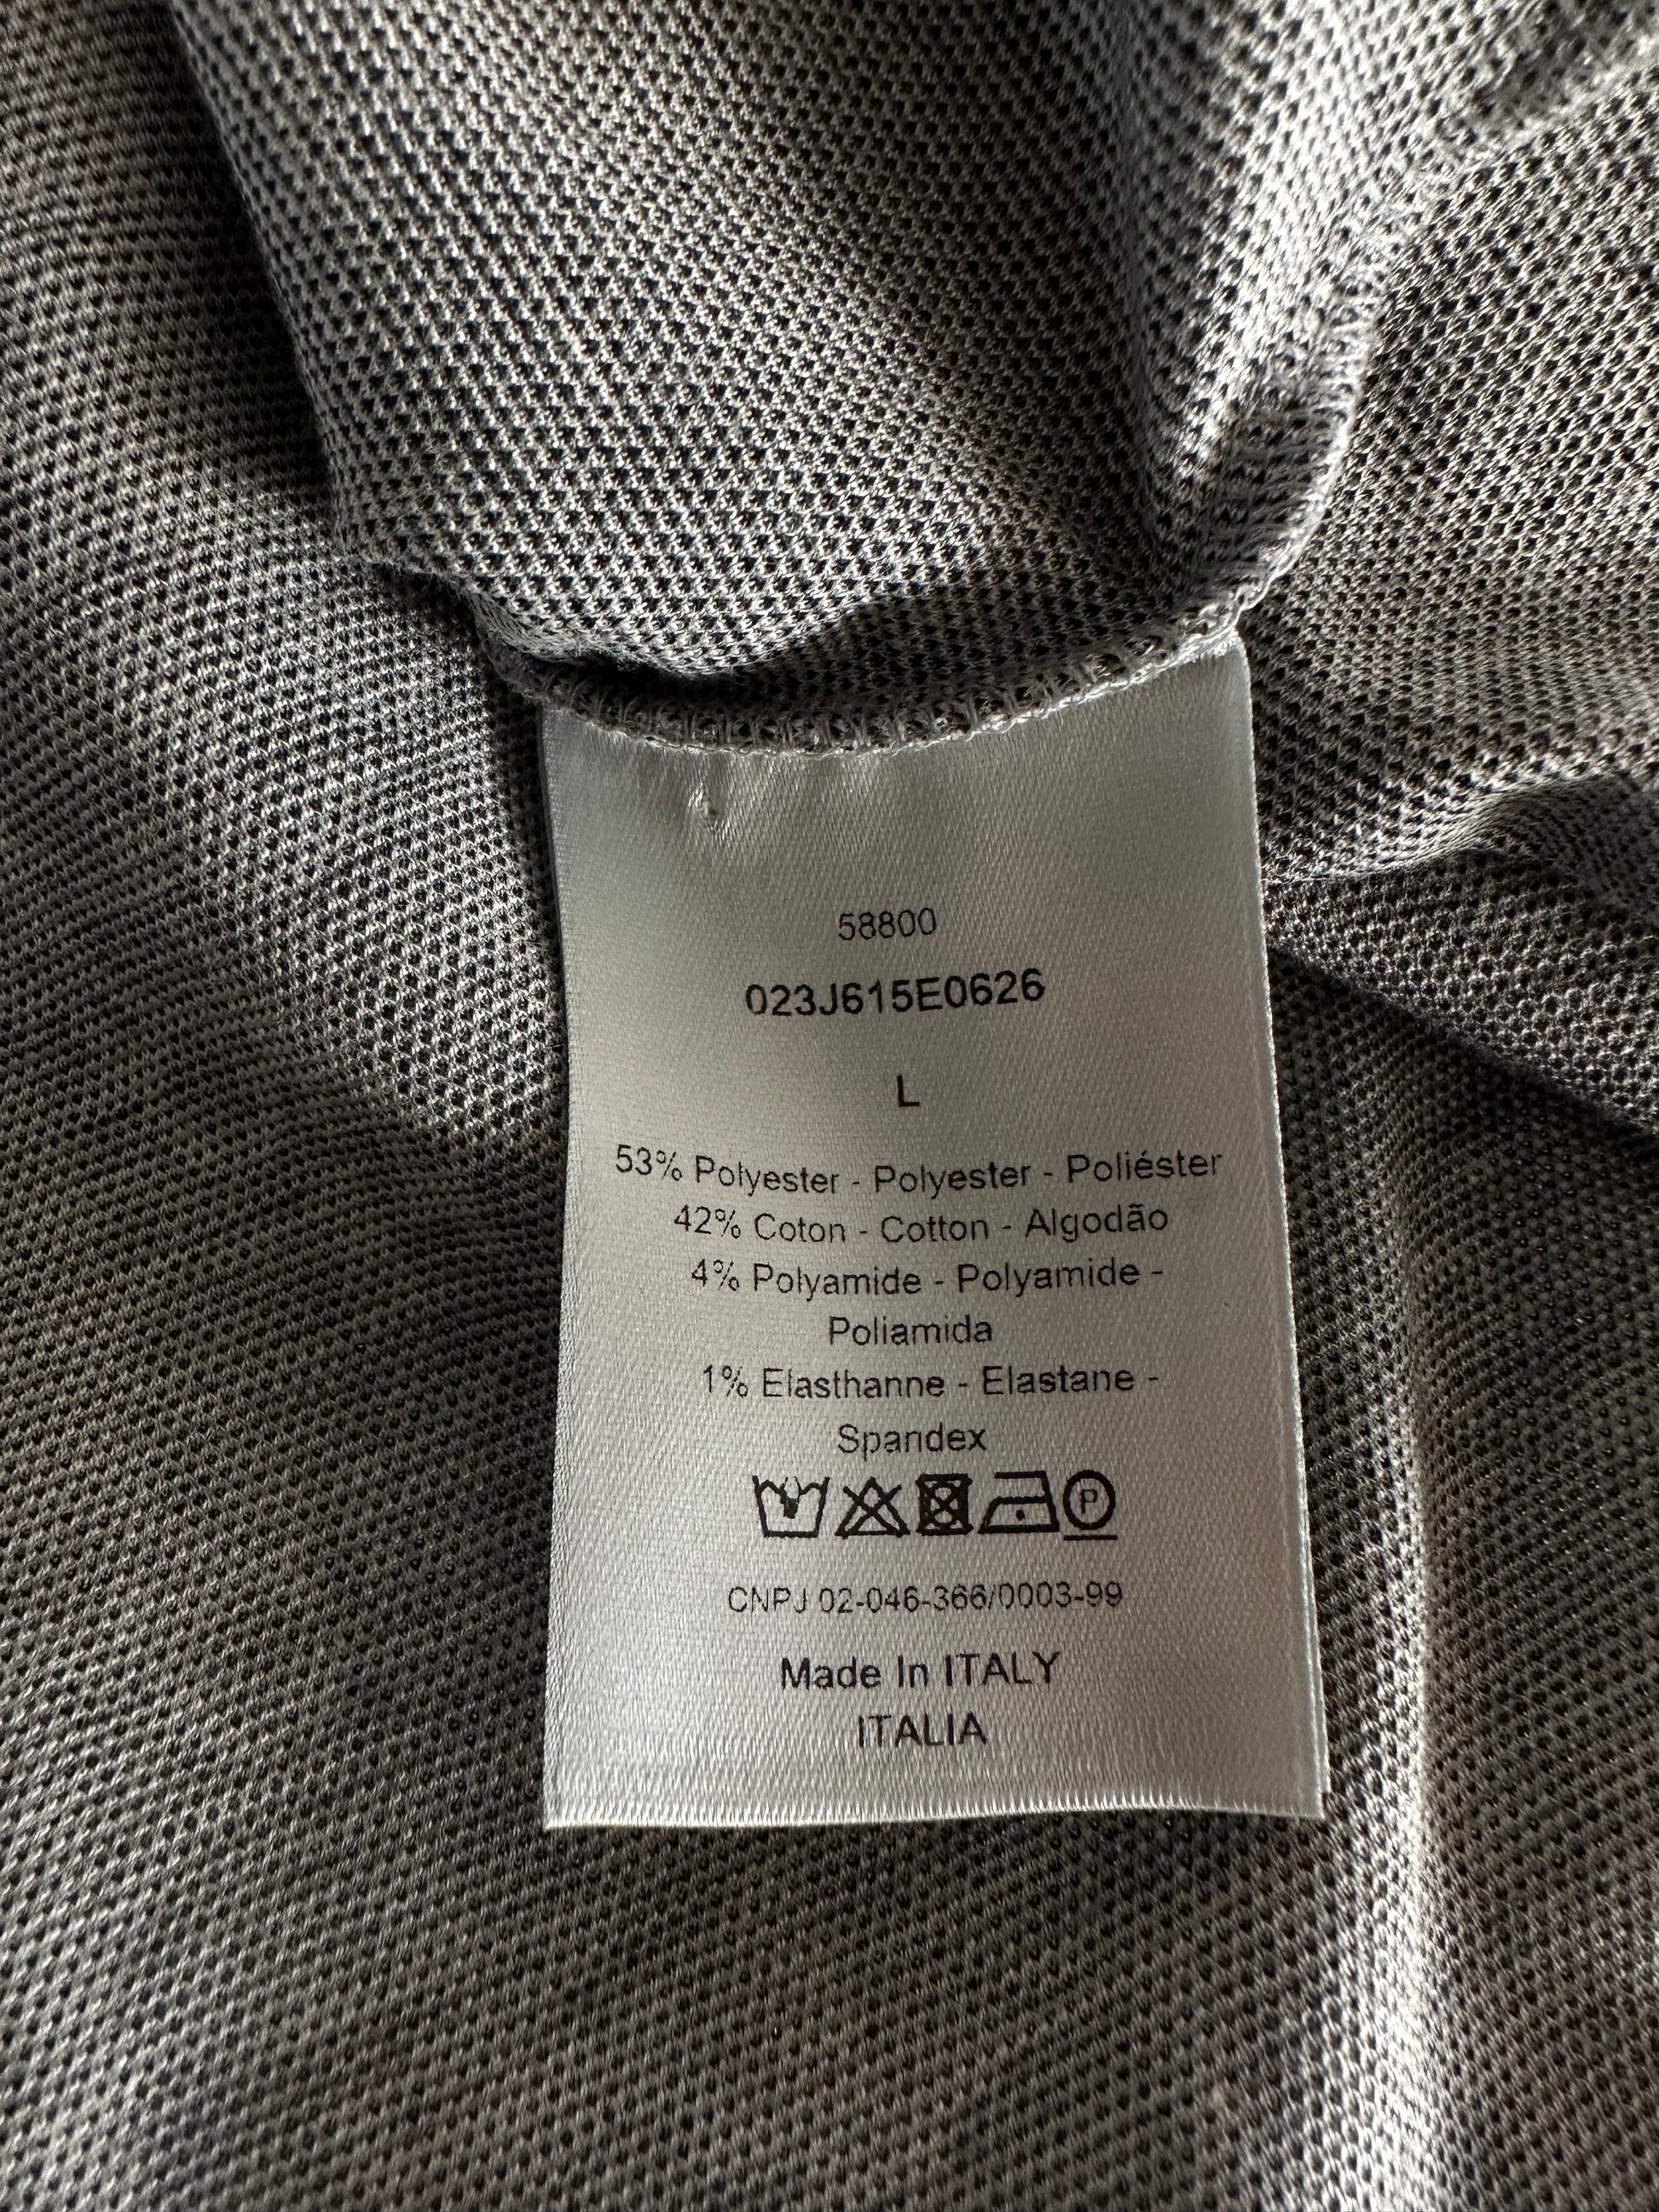 58800
023J615E0626
L
53% Polyester - Polyester - Poliéster
42% Coton - Cotton - Algodão
4% Polyamide - Polyamide -
Poliamida
1% Elasthanne - Elastane -
Spandex
P
CNPJ 02-046-366/0003-99
Made In ITALY
ITALIA